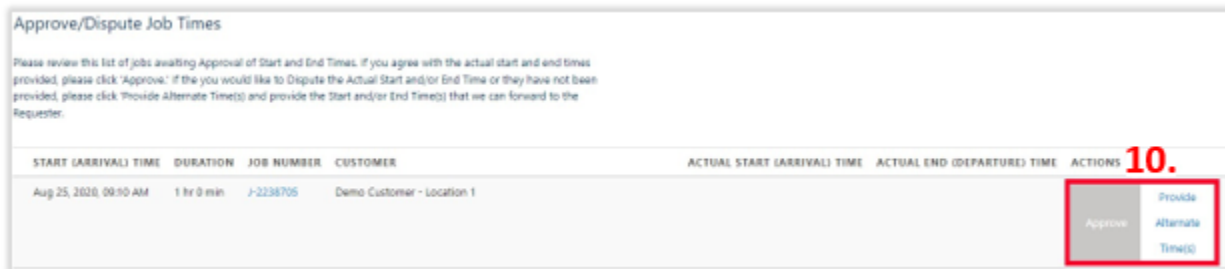 Approve/Dispute Job Times
Please review this list of jobs awaiting Approval of Start and End Times. If you agree with the actual start and end times
provided, please click 'Approve.' If the you would like to Dispute the Actual Start and/or End Time or they have not been
provided, please click 'Provide Alternate Time(s) and provide the Start and/or End Time(s) that we can forward to the
Requester.
START (ARRIVAL) TIME DURATION JOB NUMBER CUSTOMER ACTUAL START (ARRIVAL) TIME ACTUAL END (DEPARTURE) TIME ACTIONS 10.
Aug 25, 2020, 09:10 AM 1 hr 0 min J-2238705 Demo Customer - Location 1 Approve Provide
Alternate
Time(s)